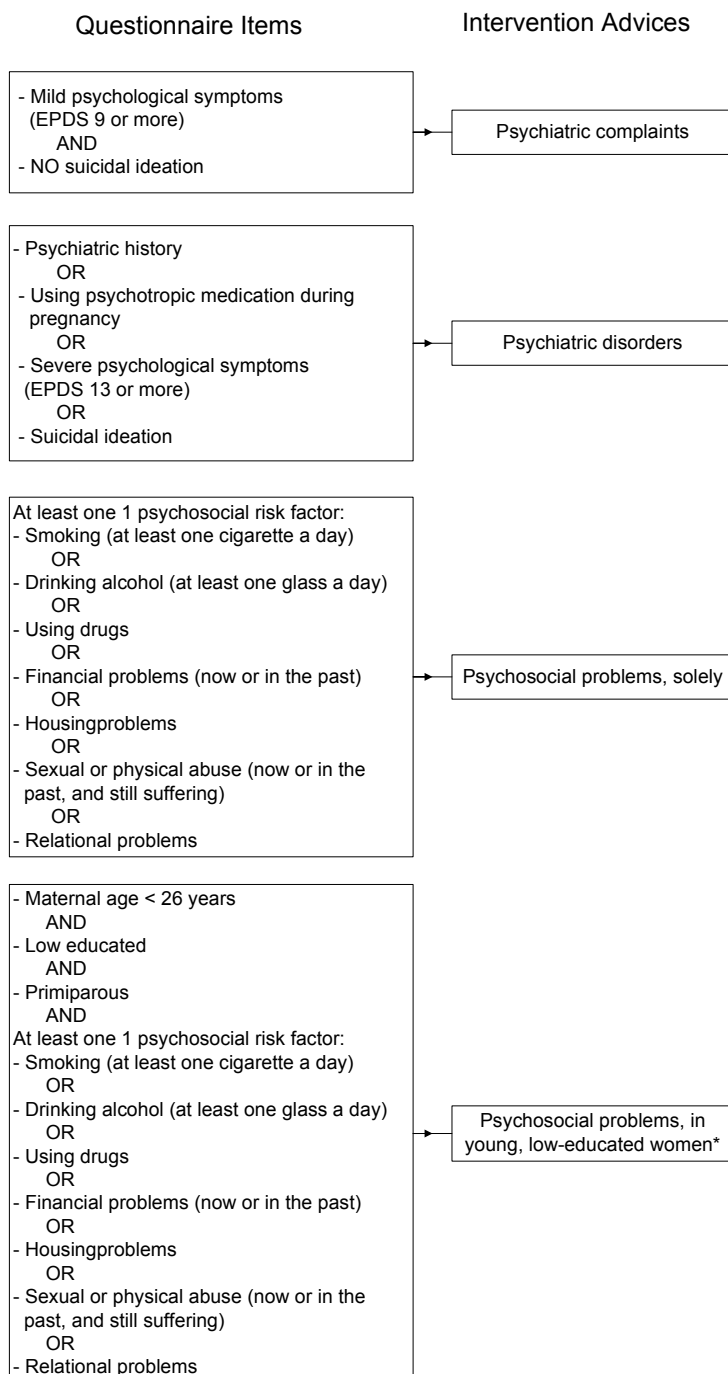 Questionnaire Items
Intervention Advices
- Mild psychological symptoms
(EPDS 9 or more)
AND
- NO suicidal ideation
Psychiatric complaints
- Psychiatric history
OR
- Using psychotropic medication during
pregnancy
OR
- Severe psychological symptoms
(EPDS 13 or more)
OR
- Suicidal ideation
Psychiatric disorders
At least one 1 psychosocial risk factor:
- Smoking (at least one cigarette a day)
OR
- Drinking alcohol (at least one glass a day)
OR
- Using drugs
OR
- Financial problems (now or in the past)
OR
- Housingproblems
OR
- Sexual or physical abuse (now or in the
past, and still suffering)
OR
- Relational problems
Psychosocial problems, solely
- Maternal age < 26 years
AND
- Low educated
AND
- Primiparous
AND
At least one 1 psychosocial risk factor:
- Smoking (at least one cigarette a day)
OR
- Drinking alcohol (at least one glass a day)
OR
- Using drugs
OR
- Financial problems (now or in the past)
OR
- Housingproblems
OR
- Sexual or physical abuse (now or in the
past, and still suffering)
OR
- Relational problems
Psychosocial problems, in
young, low-educated women*